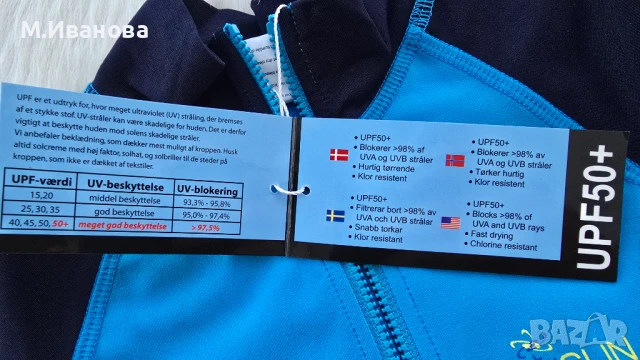 М.Иванова
UPF er et udtryk for, hvor meget ultraviolet (UV) stråling, der bremses
af et stykke stof. UV-stråler kan være skadelige for huden. Det er derfor
vigtigt at beskytte huden mod solens skadelige stråler.
Vi anbefaler beklædning, som dækker mest muligt af kroppen. Husk
altid solcreme med høj faktor, solhat, og solbriller til de steder på
kroppen, som ikke er dækket af tekstiler.
UPF-værdi UV-beskyttelse UV-blokering
15,20 middel beskyttelse 93,3% - 95,8%
25, 30, 35 god beskyttelse 95,0% - 97,4%
40, 45, 50, 50+ meget god beskyttelse > 97,5%
• UPF50+
• Blokerer >98% af
UVA og UVB stråler
• Hurtig tørrende
• Klor resistent
• UPF50+
• Blokerer >98% av
UVA og UVB stråler
• Tørker hurtig
• Klor resistent
• UPF50+
• Filtrerar bort >98% av
UVA och UVB strålar
• Snabb torkar
• Klor resistant
• UPF50+
• Blocks >98% of
UVA and UVB rays
• Fast drying
• Chlorine resistant
UPF50+
SUN
bazar